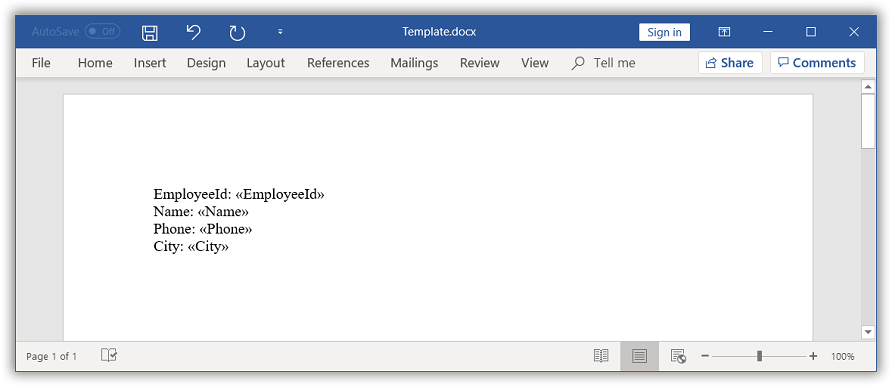 AutoSave Off Template.docx Sign in
File Home Insert Design Layout References Mailings Review View Tell me Share Comments
EmployeeId: «EmployeeId»
Name: «Name»
Phone: «Phone»
City: «City»
Page 1 of 1 100%